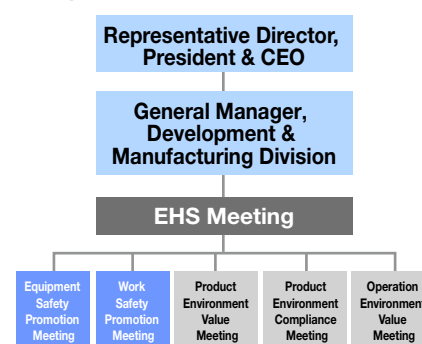 Representative Director,
President & CEO
General Manager,
Development &
Manufacturing Division
EHS Meeting
Equipment
Safety
Promotion
Meeting
Work
Safety
Promotion
Meeting
Product
Environment
Value
Meeting
Product
Environment
Compliance
Meeting
Operation
Environment
Value
Meeting